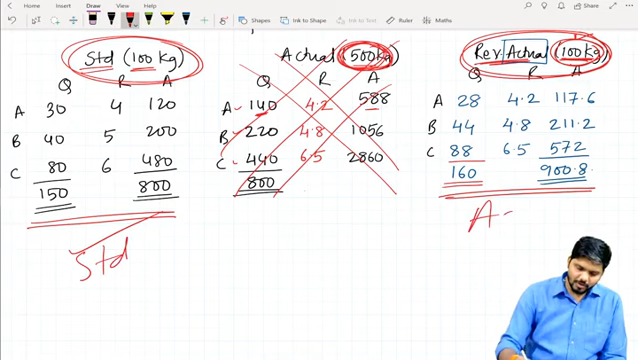 File Home Insert Draw View Help
Shapes Ink to Shape Ink to Text
Std (100 Kg)
Q R A
A 30 4 120
B 40 5 200
C 80 6 480
150 800
Std
Actual (500 Kg)
Q R A
A- 140 4.2 588
B- 220 4.8 1056
C- 440 6.5 2860
800
Rev. Actual (100 Kg)
Q R A
A 28 4.2 117.6
B 44 4.8 211.2
C 88 6.5 572
160 900.8
A-